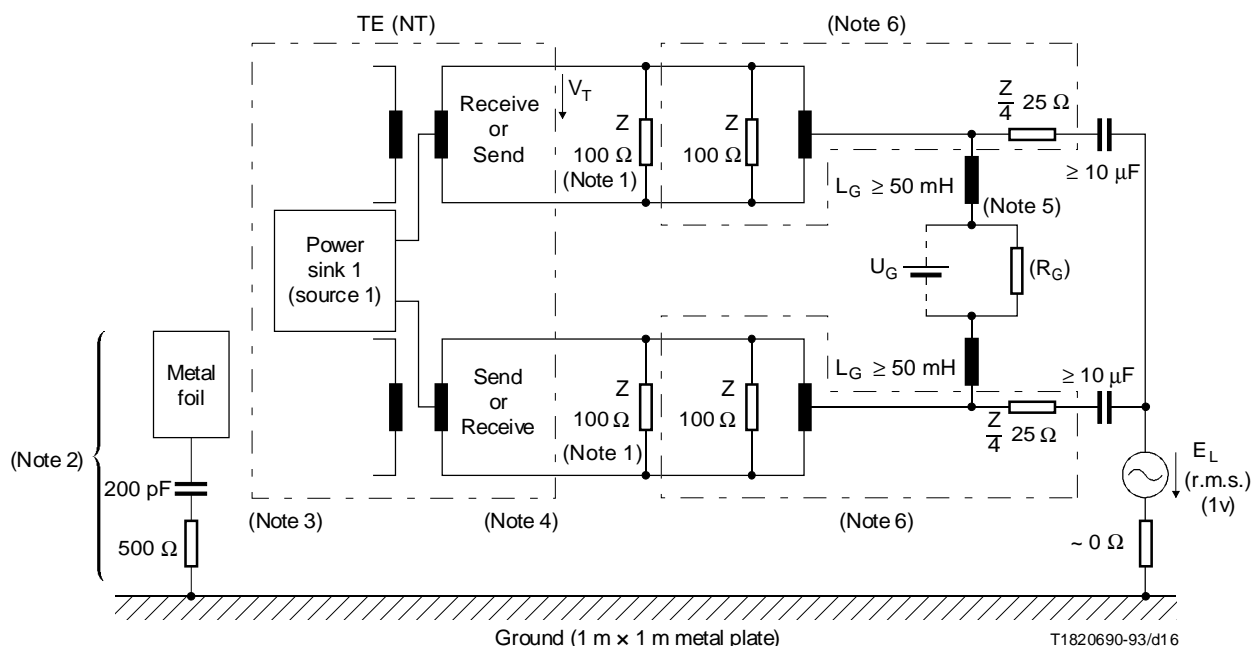 TE (NT)
(Note 6)
Receive
or
Send
V_T
Z
100 Ω
(Note 1)
Z
100 Ω
Z/4 25 Ω
≥ 10 μF
L_G ≥ 50 mH
(Note 5)
Power
sink 1
(source 1)
U_G
(R_G)
Metal
foil
Send
or
Receive
Z
100 Ω
(Note 1)
Z
100 Ω
L_G ≥ 50 mH
≥ 10 μF
Z/4 25 Ω
(Note 2)
200 pF
500 Ω
(Note 3)
(Note 4)
(Note 6)
E_L
(r.m.s.)
(1v)
~ 0 Ω
Ground (1 m × 1 m metal plate)
T1820690-93/d16